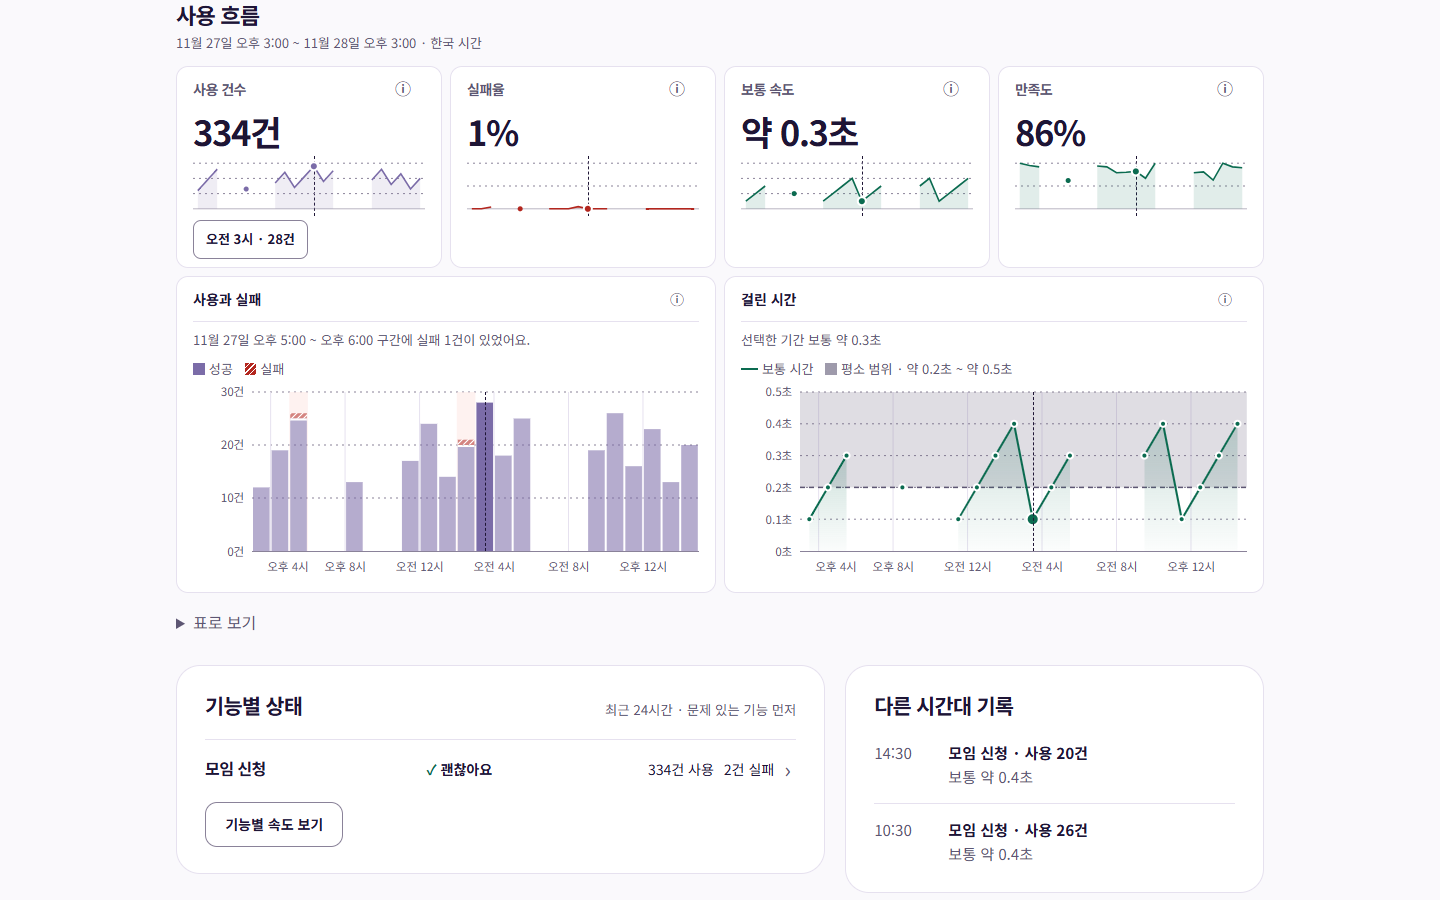 사용 흐름
11월 27일 오후 3:00 ~ 11월 28일 오후 3:00 · 한국 시간
사용 건수 ⓘ
334건
오전 3시 · 28건
실패율 ⓘ
1%
보통 속도 ⓘ
약 0.3초
만족도 ⓘ
86%
사용과 실패 ⓘ
11월 27일 오후 5:00 ~ 오후 6:00 구간에 실패 1건이 있었어요.
성공 실패
30건
20건
10건
0건
오후 4시 오후 8시 오전 12시 오전 4시 오전 8시 오후 12시
걸린 시간 ⓘ
선택한 기간 보통 약 0.3초
보통 시간 평소 범위 · 약 0.2초 ~ 약 0.5초
0.5초
0.4초
0.3초
0.2초
0.1초
0초
오후 4시 오후 8시 오전 12시 오전 4시 오전 8시 오후 12시
▶ 표로 보기
기능별 상태
최근 24시간 · 문제 있는 기능 먼저
모임 신청 ✓ 괜찮아요 334건 사용 2건 실패 ›
기능별 속도 보기
다른 시간대 기록
14:30 모임 신청 · 사용 20건
보통 약 0.4초
10:30 모임 신청 · 사용 26건
보통 약 0.4초